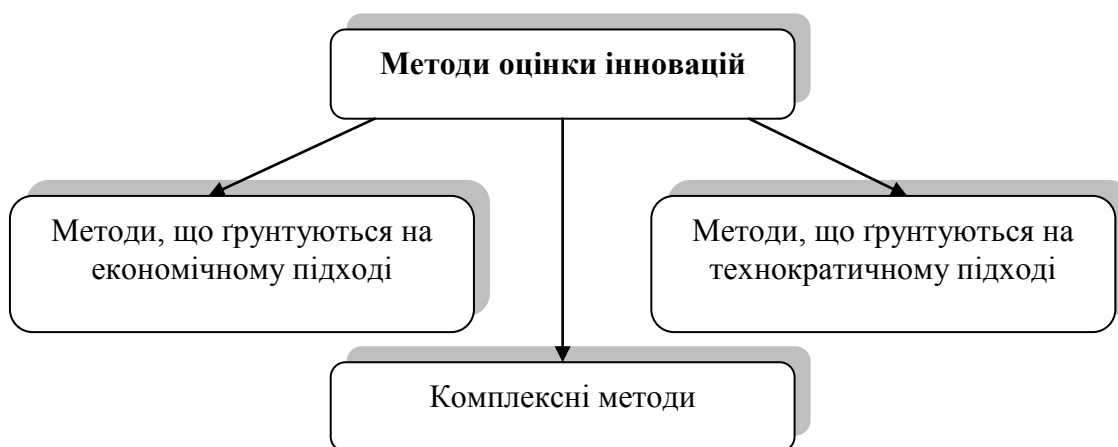 Методи оцінки інновацій
Методи, що ґрунтуються на
економічному підході
Методи, що ґрунтуються на
технократичному підході
Комплексні методи